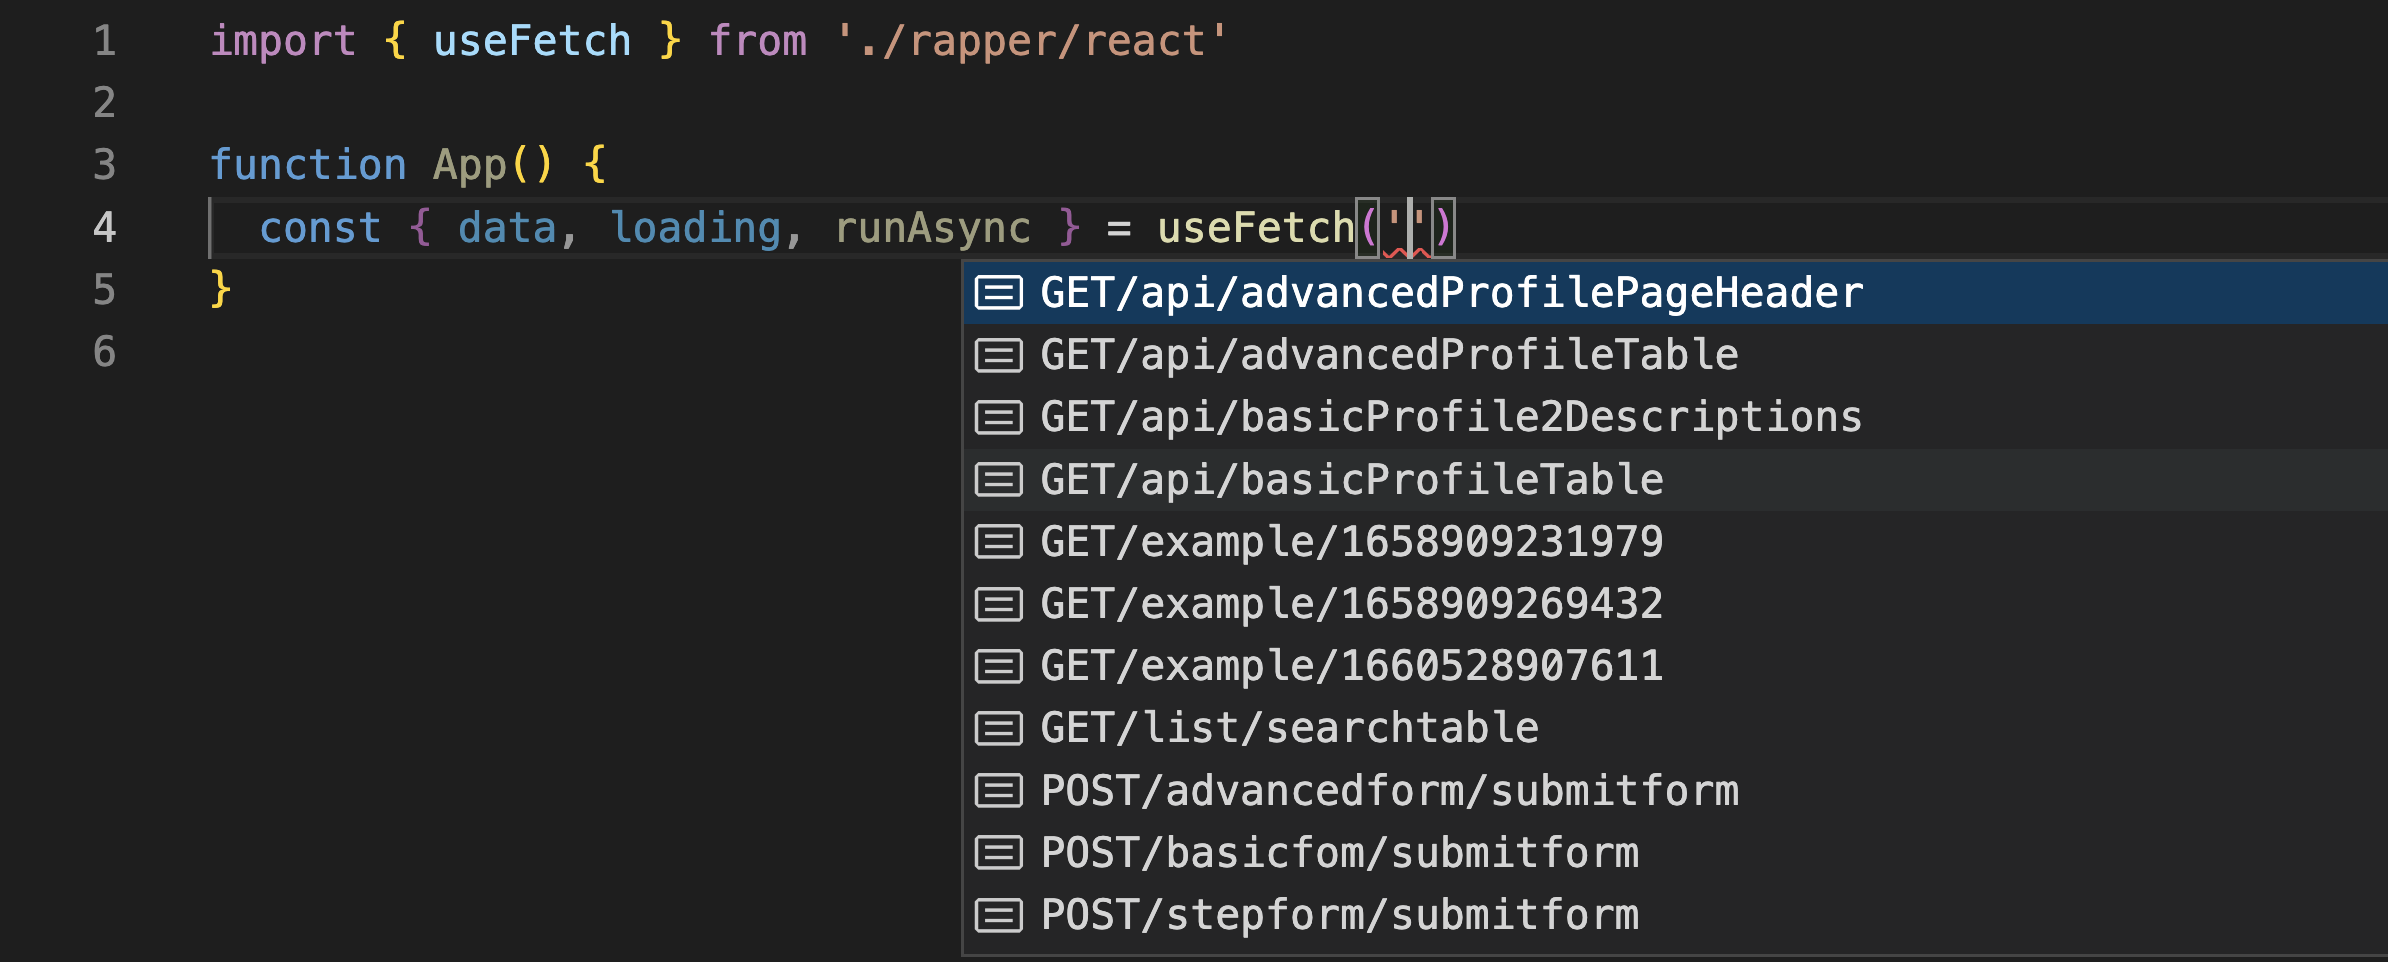 1 import { useFetch } from './rapper/react'
2
3 function App() {
4 const { data, loading, runAsync } = useFetch('')
5 }
6
GET/api/advancedProfilePageHeader
GET/api/advancedProfileTable
GET/api/basicProfile2Descriptions
GET/api/basicProfileTable
GET/example/1658909231979
GET/example/1658909269432
GET/example/1660528907611
GET/list/searchtable
POST/advancedform/submitform
POST/basicfom/submitform
POST/stepform/submitform